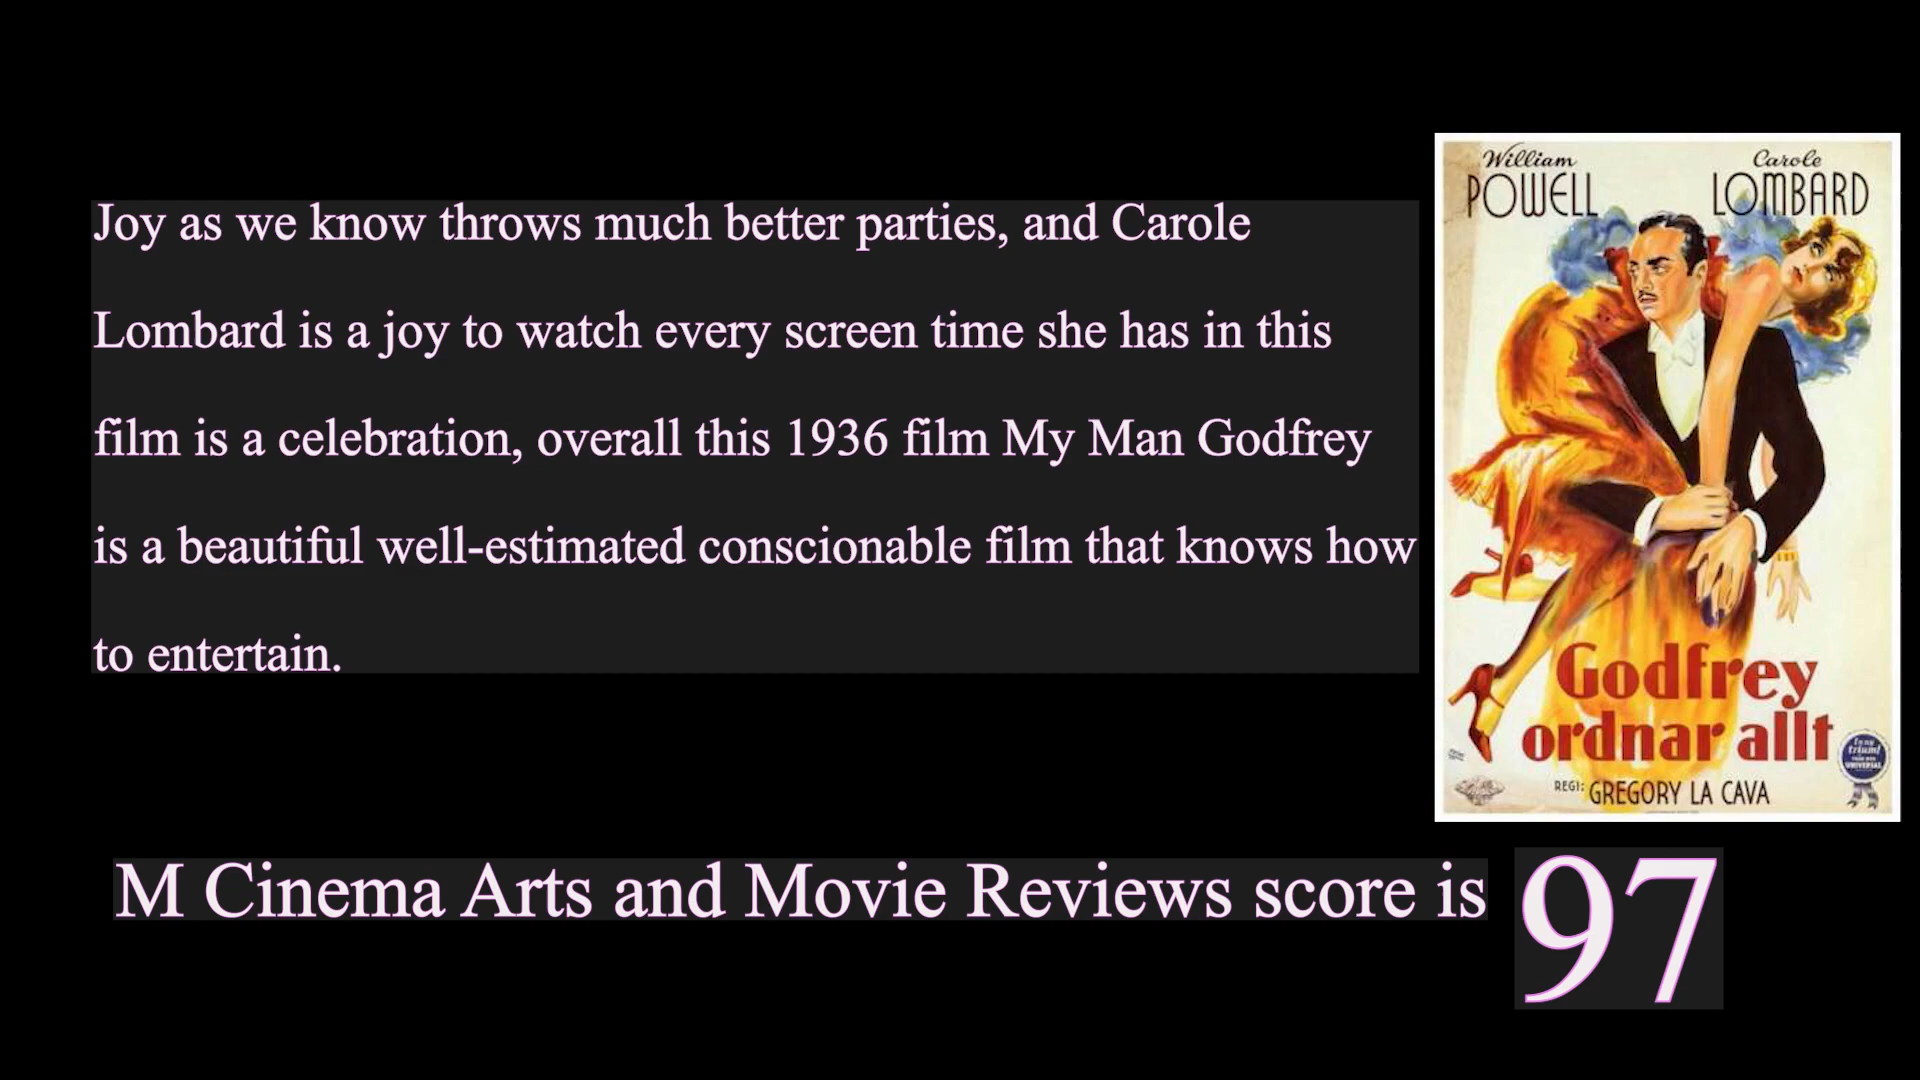 Joy as we know throws much better parties, and Carole
Lombard is a joy to watch every screen time she has in this
film is a celebration, overall this 1936 film My Man Godfrey
is a beautiful well-estimated conscionable film that knows how
to entertain.
William
POWELL
Carole
LOMBARD
Godfrey
ordnar allt
REGI: GREGORY LA CAVA
UNIVERSAL
M Cinema Arts and Movie Reviews score is
97